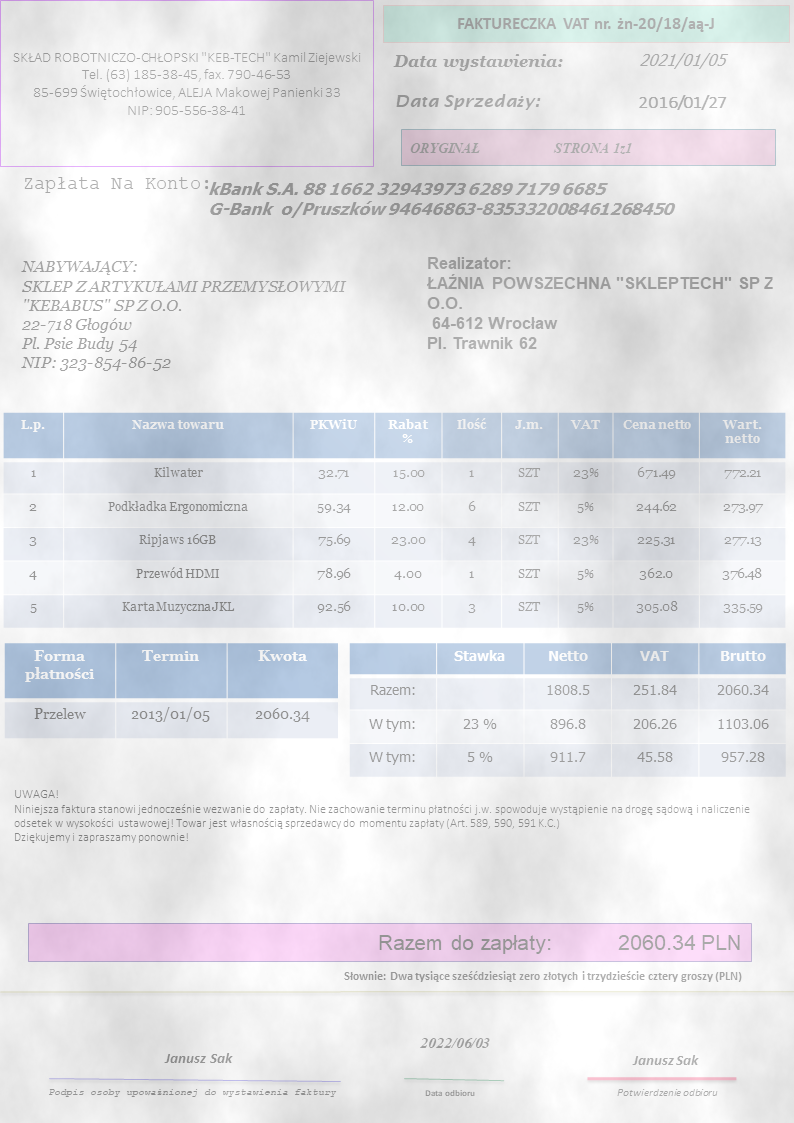 SKŁAD ROBOTNICZO-CHŁOPSKI "KEB-TECH" Kamil Ziejewski
Tel. (63) 185-38-45, fax. 790-46-53
85-699 Świętochłowice, ALEJA Makowej Panienki 33
NIP: 905-556-38-41
FAKTURECZKA VAT nr. żn-20/18/aą-J
Data wystawienia: 2021/01/05
Data Sprzedaży: 2016/01/27
ORYGINAŁ STRONA 1z1
Zapłata Na Konto:
kBank S.A. 88 1662 32943973 6289 7179 6685
G-Bank o/Pruszków 94646863-835332008461268450
NABYWAJĄCY:
SKLEP Z ARTYKUŁAMI PRZEMYSŁOWYMI
"KEBABUS" SP Z O.O.
22-718 Głogów
Pl. Psie Budy 54
NIP: 323-854-86-52
Realizator:
ŁAŹNIA POWSZECHNA "SKLEPTECH" SP Z
O.O.
64-612 Wrocław
Pl. Trawnik 62
L.p. Nazwa towaru PKWiU Rabat % Ilość J.m. VAT Cena netto Wart. netto
1 Kilwater 32.71 15.00 1 SZT 23% 671.49 772.21
2 Podkładka Ergonomiczna 59.34 12.00 6 SZT 5% 244.62 273.97
3 Ripjaws 16GB 75.69 23.00 4 SZT 23% 225.31 277.13
4 Przewód HDMI 78.96 4.00 1 SZT 5% 362.0 376.48
5 Karta Muzyczna JKL 92.56 10.00 3 SZT 5% 305.08 335.59
Forma płatności Termin Kwota
Przelew 2013/01/05 2060.34
Stawka Netto VAT Brutto
Razem: 1808.5 251.84 2060.34
W tym: 23 % 896.8 206.26 1103.06
W tym: 5 % 911.7 45.58 957.28
UWAGA!
Niniejsza faktura stanowi jednocześnie wezwanie do zapłaty. Nie zachowanie terminu płatności j.w. spowoduje wystąpienie na drogę sądową i naliczenie
odsetek w wysokości ustawowej! Towar jest własnością sprzedawcy do momentu zapłaty (Art. 589, 590, 591 K.C.)
Dziękujemy i zapraszamy ponownie!
Razem do zapłaty: 2060.34 PLN
Słownie: Dwa tysiące sześćdziesiąt zero złotych i trzydzieście cztery groszy (PLN)
Janusz Sak
2022/06/03
Janusz Sak
Podpis osoby upoważnionej do wystawienia faktury
Data odbioru
Potwierdzenie odbioru